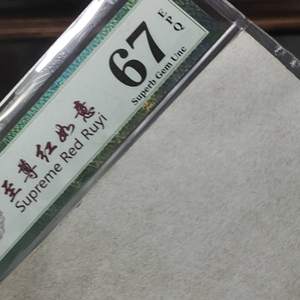 至尊红如意
Supreme Red Ruyi
67
EPQ
Superb Gem Unc